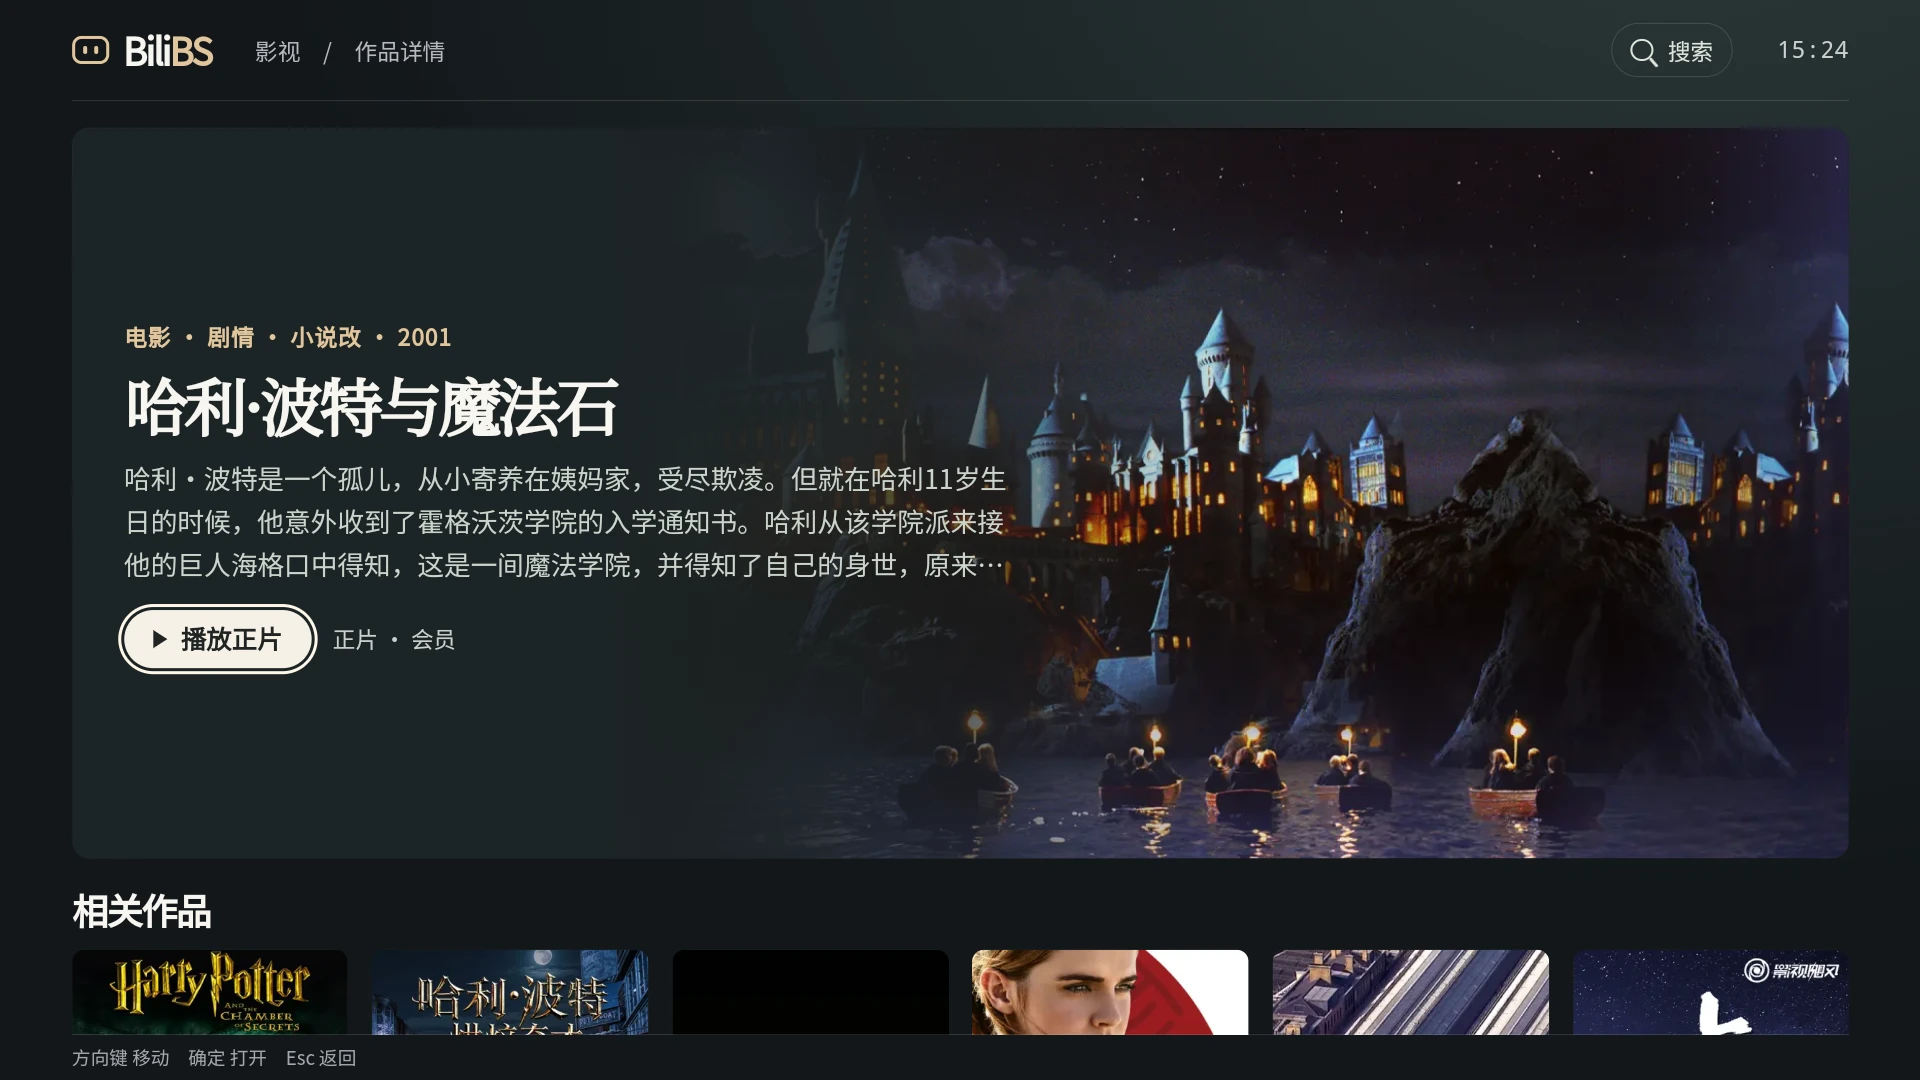 BiliBS
影视 / 作品详情
搜索
15:24
电影 • 剧情 • 小说改 • 2001
哈利·波特与魔法石
哈利・波特是一个孤儿，从小寄养在姨妈家，受尽欺凌。但就在哈利11岁生
日的时候，他意外收到了霍格沃茨学院的入学通知书。哈利从该学院派来接
他的巨人海格口中得知，这是一间魔法学院，并得知了自己的身世，原来…
播放正片
正片 • 会员
相关作品
Harry Potter
AND THE
CHAMBER
OF SECRETS
哈利·波特
方向键 移动 确定 打开 Esc 返回